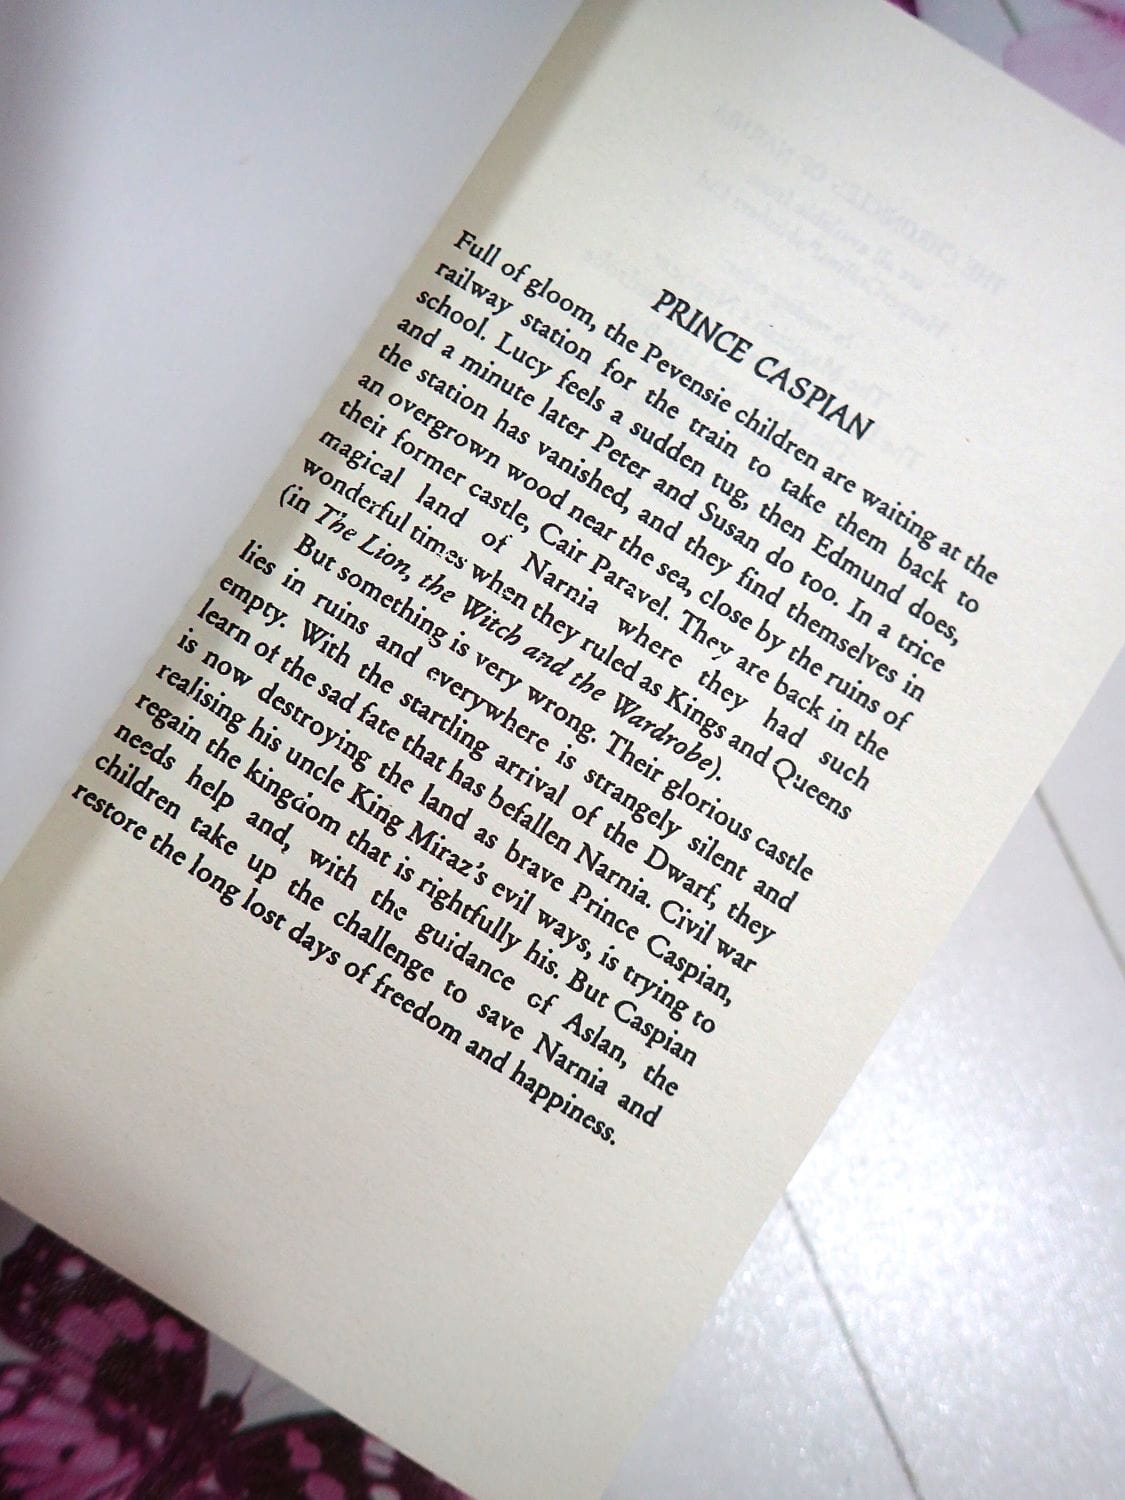 PRINCE CASPIAN
Full of gloom, the Pevensie children are waiting at the
railway station for the train to take them back to
school. Lucy feels a sudden tug, then Edmund does,
and a minute later Peter and Susan do too. In a trice
the station has vanished, and they find themselves in
an overgrown wood near the sea, close by the ruins of
their former castle, Cair Paravel. They are back in the
magical land of Narnia where they had such
wonderful times when they ruled as Kings and Queens
(in The Lion, the Witch and the Wardrobe).
But something is very wrong. Their glorious castle
lies in ruins and everywhere is strangely silent and
empty. With the startling arrival of the Dwarf, they
learn of the sad fate that has befallen Narnia. Civil war
is now destroying the land as brave Prince Caspian,
realising his uncle King Miraz's evil ways, is trying to
regain the kingdom that is rightfully his. But Caspian
needs help and, with the guidance of Aslan, the
children take up the challenge to save Narnia and
restore the long lost days of freedom and happiness.